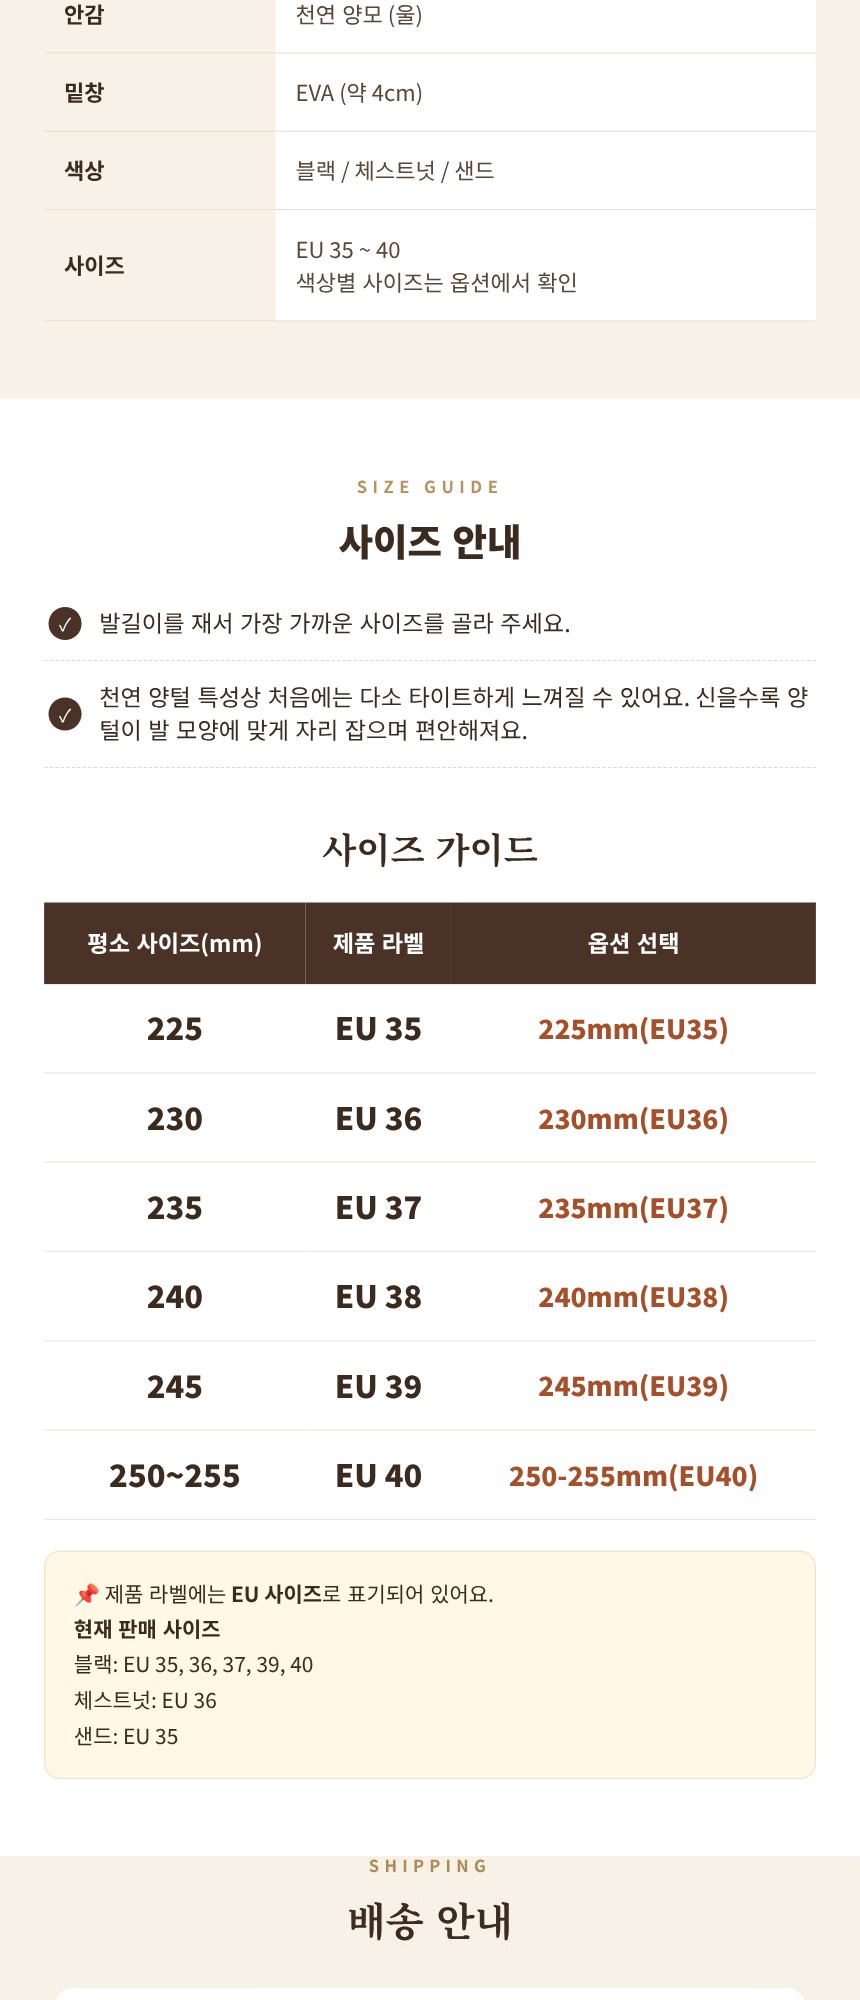 안감
천연 양모 (울)
밑창
EVA (약 4cm)
색상
블랙 / 체스트넛 / 샌드
사이즈
EU 35 ~ 40
색상별 사이즈는 옵션에서 확인
SIZE GUIDE
사이즈 안내
✓ 발길이를 재서 가장 가까운 사이즈를 골라 주세요.
✓ 천연 양털 특성상 처음에는 다소 타이트하게 느껴질 수 있어요. 신을수록 양
털이 발 모양에 맞게 자리 잡으며 편안해져요.
사이즈 가이드
평소 사이즈(mm) 제품 라벨 옵션 선택
225 EU 35 225mm(EU35)
230 EU 36 230mm(EU36)
235 EU 37 235mm(EU37)
240 EU 38 240mm(EU38)
245 EU 39 245mm(EU39)
250~255 EU 40 250-255mm(EU40)
📌 제품 라벨에는 EU 사이즈로 표기되어 있어요.
현재 판매 사이즈
블랙: EU 35, 36, 37, 39, 40
체스트넛: EU 36
샌드: EU 35
SHIPPING
배송 안내